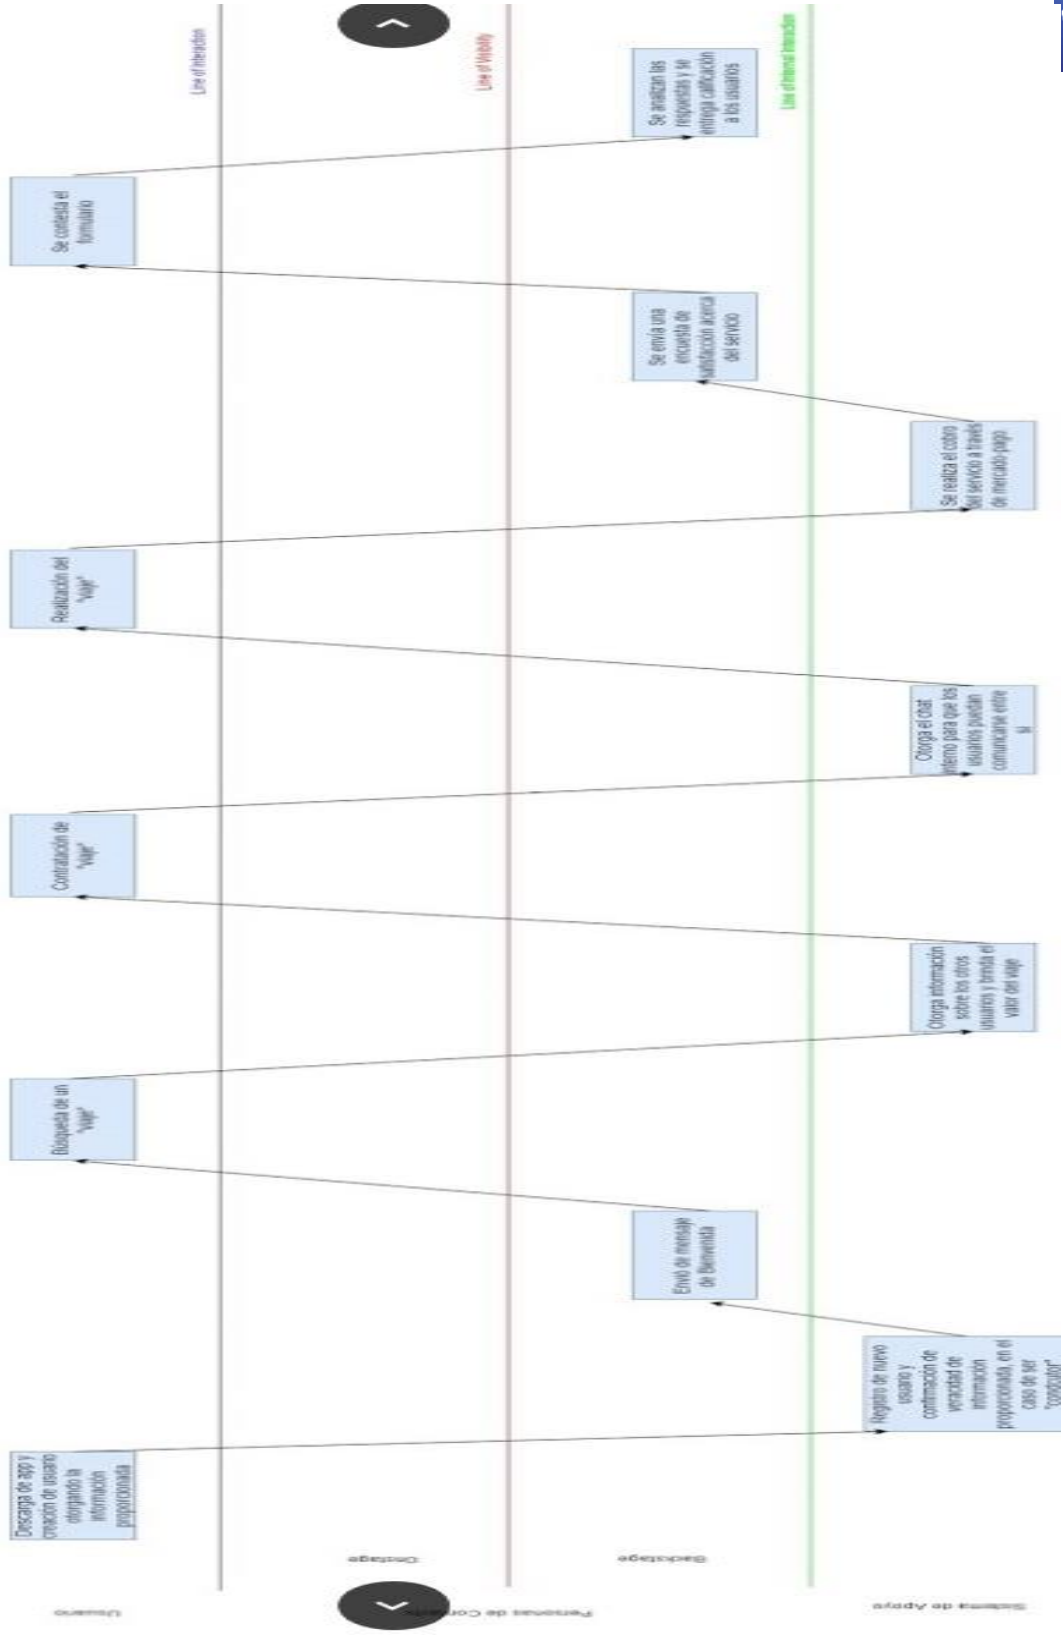 Usuario
Onstage
Personas de Contacto
Backstage
Sistema de Apoyo
Line of Interaction
Line of Visibility
Line of Internal Interaction
Descarga de app y
creación de usuario
otorgando la
información
proporcionada
Registro de nuevo
usuario y
confirmación de
veracidad de
información
proporcionada, en el
caso de ser
"conductor"
Envió de mensaje
de Bienvenida
Búsqueda de un
"viaje"
Otorga información
sobre los otros
usuarios y brinda el
valor del viaje
Contratación de
"viaje"
Otorga el chat
interno para que los
usuarios puedan
comunicarse entre
si
Realización del
"viaje"
Se realiza el cobro
del servicio a través
de mercado pago
Se envía una
encuesta de
satisfacción acerca
del servicio
Se contesta el
formulario
Se analizan las
respuestas y se
entrega calificación
a los usuarios